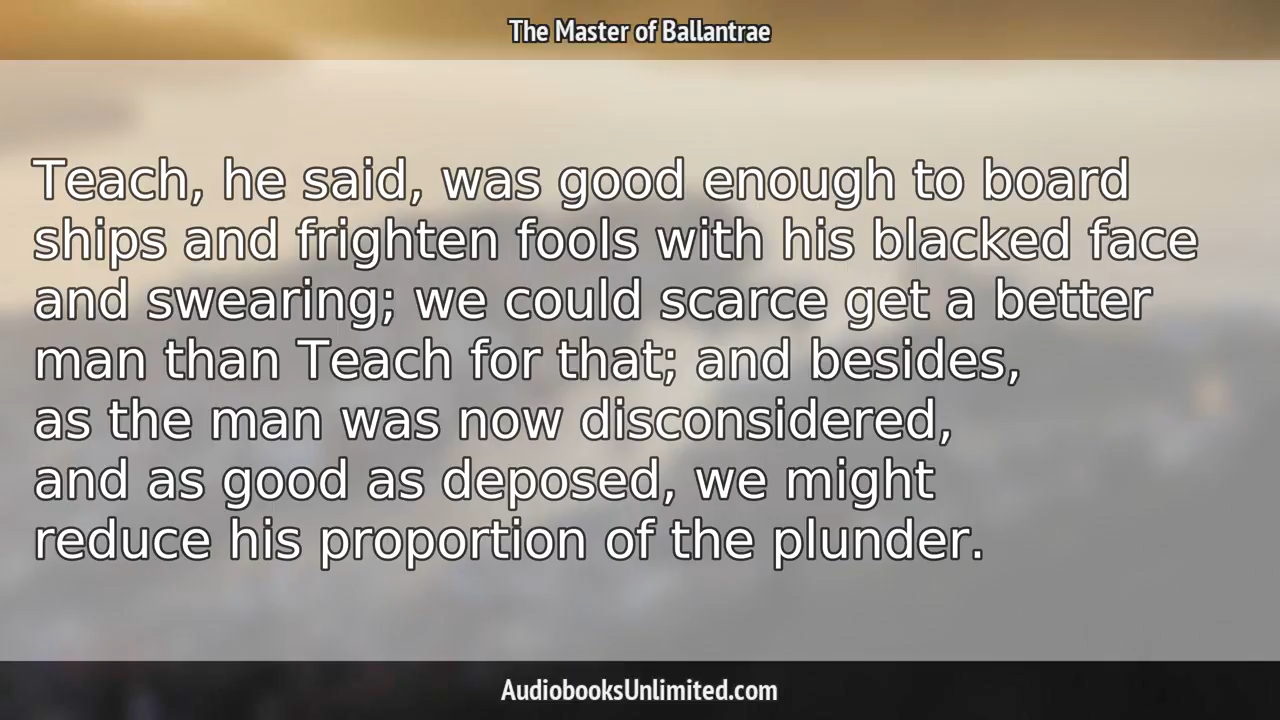 The Master of Ballantrae
Teach, he said, was good enough to board
ships and frighten fools with his blacked face
and swearing; we could scarce get a better
man than Teach for that; and besides,
as the man was now disconsidered,
and as good as deposed, we might
reduce his proportion of the plunder.
AudiobooksUnlimited.com